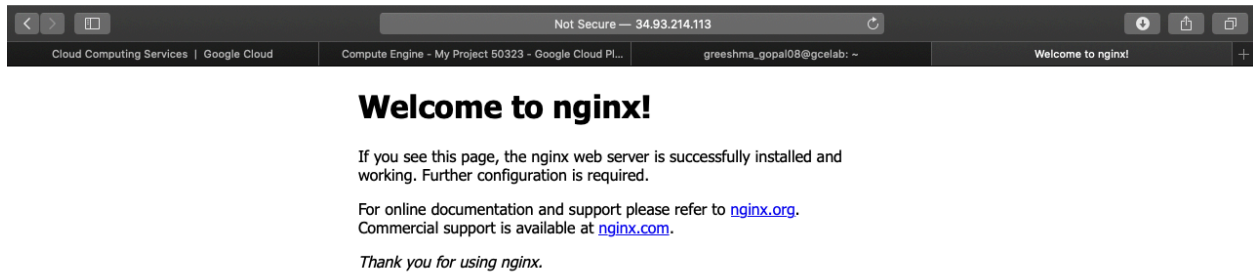 Not Secure — 34.93.214.113
Cloud Computing Services | Google Cloud
Compute Engine - My Project 50323 - Google Cloud Pl...
greeshma_gopal08@gcelab: ~
Welcome to nginx!
Welcome to nginx!
If you see this page, the nginx web server is successfully installed and
working. Further configuration is required.
For online documentation and support please refer to nginx.org.
Commercial support is available at nginx.com.
Thank you for using nginx.